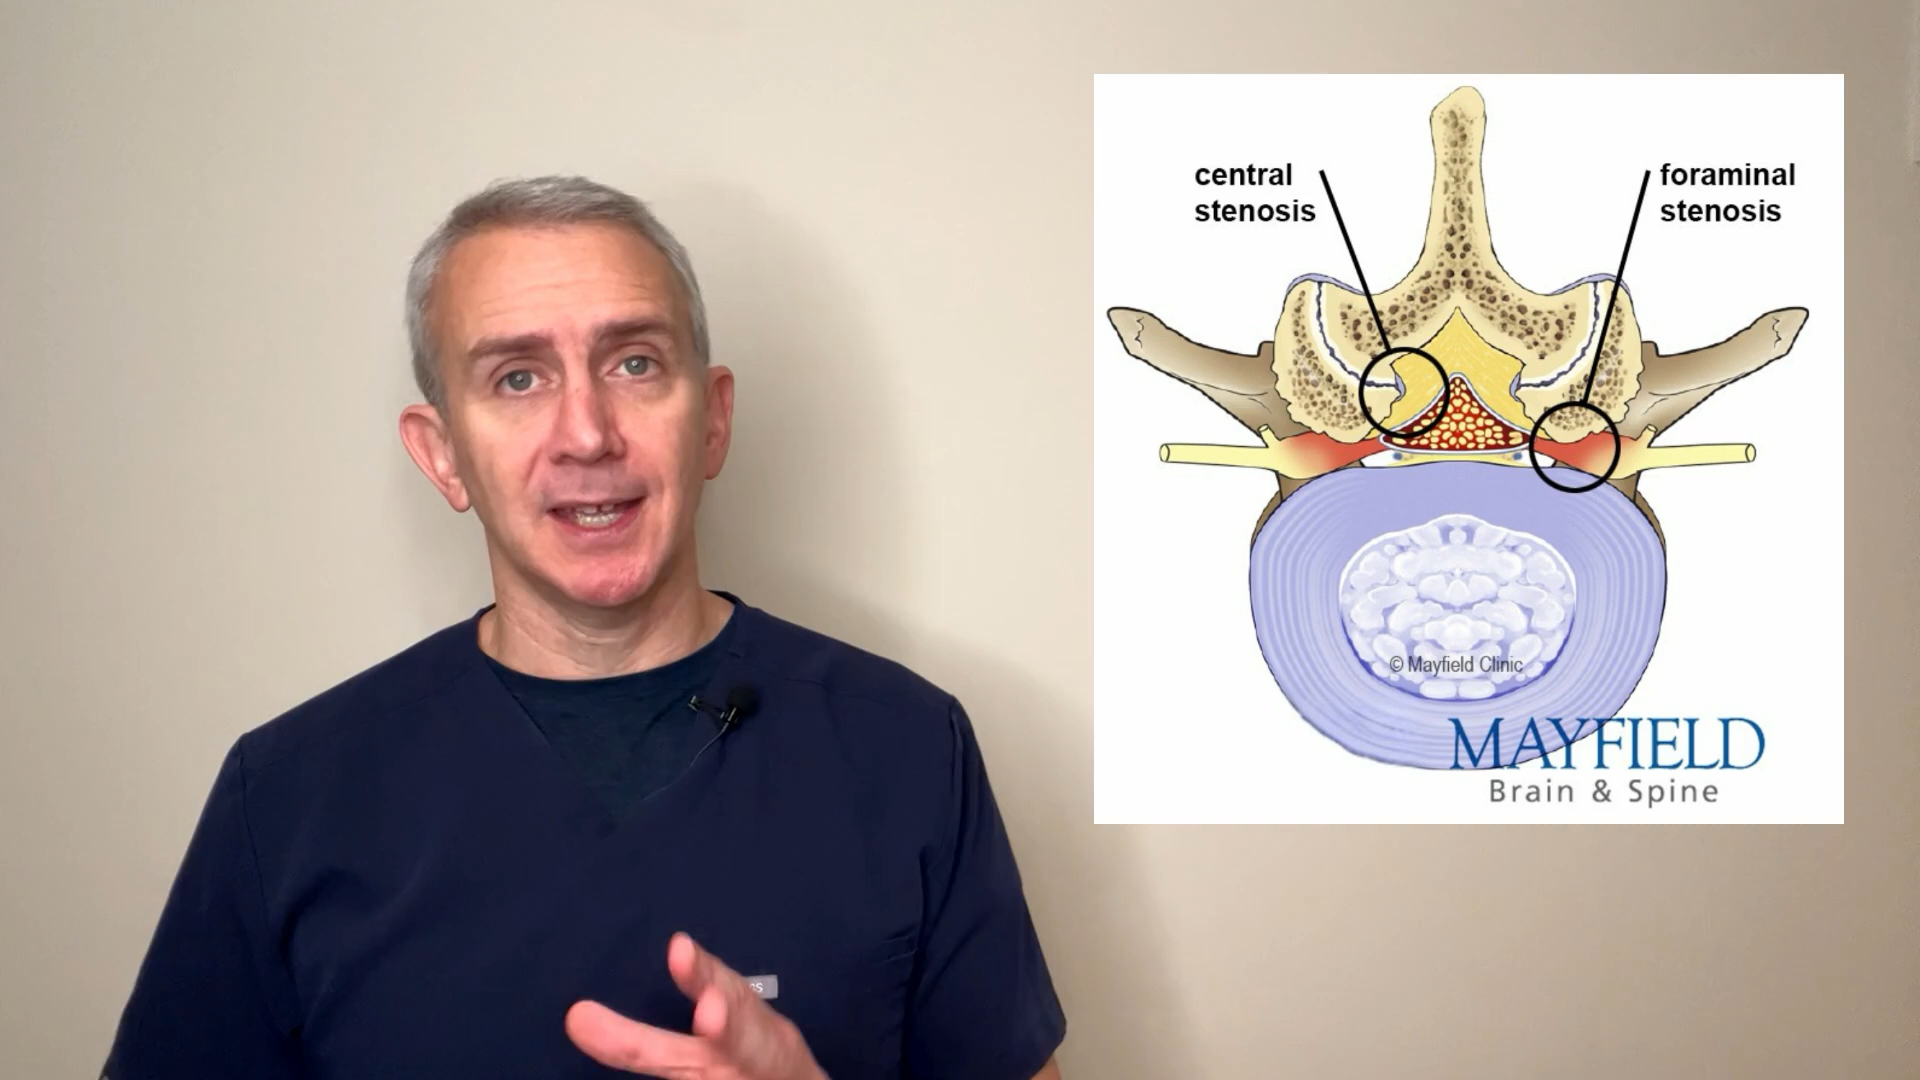 central
stenosis
foraminal
stenosis
© Mayfield Clinic
MAYFIELD
Brain & Spine